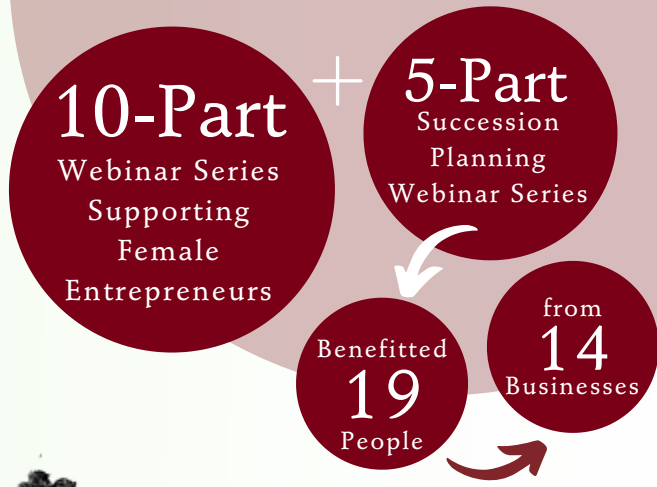 10-Part
Webinar Series
Supporting
Female
Entrepreneurs
+
5-Part
Succession
Planning
Webinar Series
Benefitted
19
People
from
14
Businesses